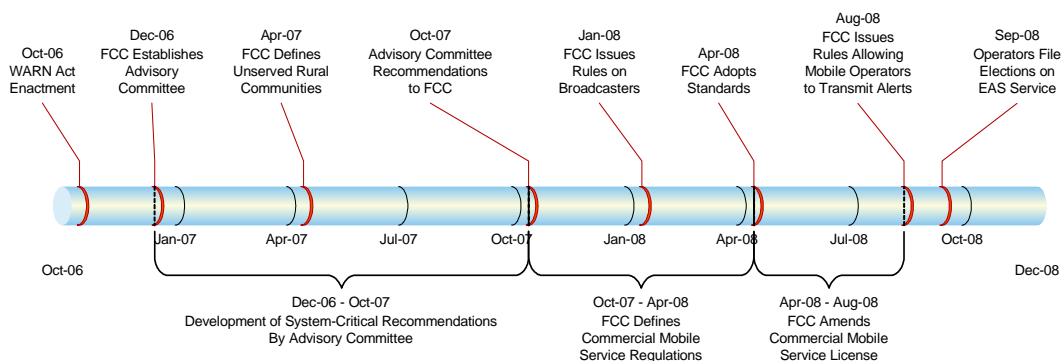 Oct-06
WARN Act
Enactment
Dec-06
FCC Establishes
Advisory
Committee
Apr-07
FCC Defines
Unserved Rural
Communities
Oct-07
Advisory Committee
Recommendations
to FCC
Jan-08
FCC Issues
Rules on
Broadcasters
Apr-08
FCC Adopts
Standards
Aug-08
FCC Issues
Rules Allowing
Mobile Operators
to Transmit Alerts
Sep-08
Operators File
Elections on
EAS Service
Jan-07
Apr-07
Jul-07
Oct-07
Jan-08
Apr-08
Jul-08
Oct-08
Oct-06
Dec-08
Dec-06 - Oct-07
Development of System-Critical Recommendations
By Advisory Committee
Oct-07 - Apr-08
FCC Defines
Commercial Mobile
Service Regulations
Apr-08 - Aug-08
FCC Amends
Commercial Mobile
Service License